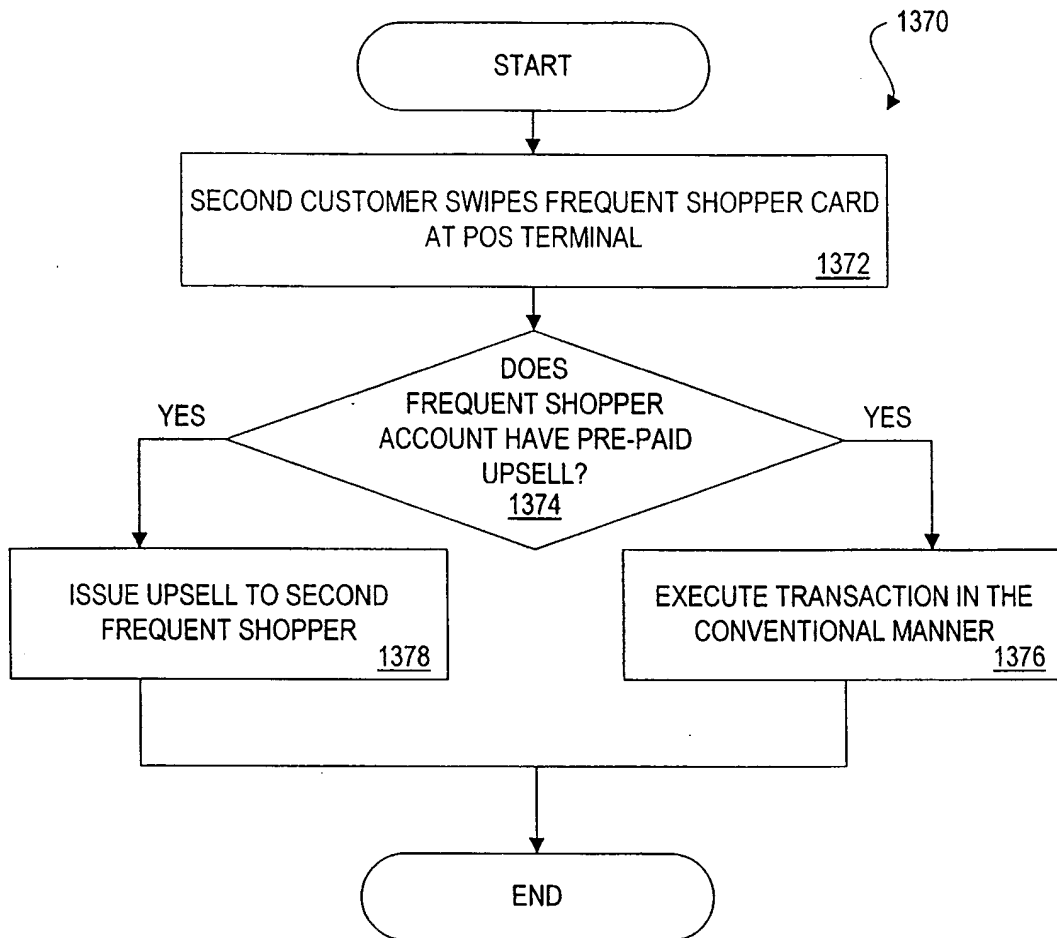 1370
START
SECOND CUSTOMER SWIPES FREQUENT SHOPPER CARD
AT POS TERMINAL
1372
DOES
FREQUENT SHOPPER
ACCOUNT HAVE PRE-PAID
UPSELL?
1374
YES
YES
ISSUE UPSELL TO SECOND
FREQUENT SHOPPER
1378
EXECUTE TRANSACTION IN THE
CONVENTIONAL MANNER
1376
END